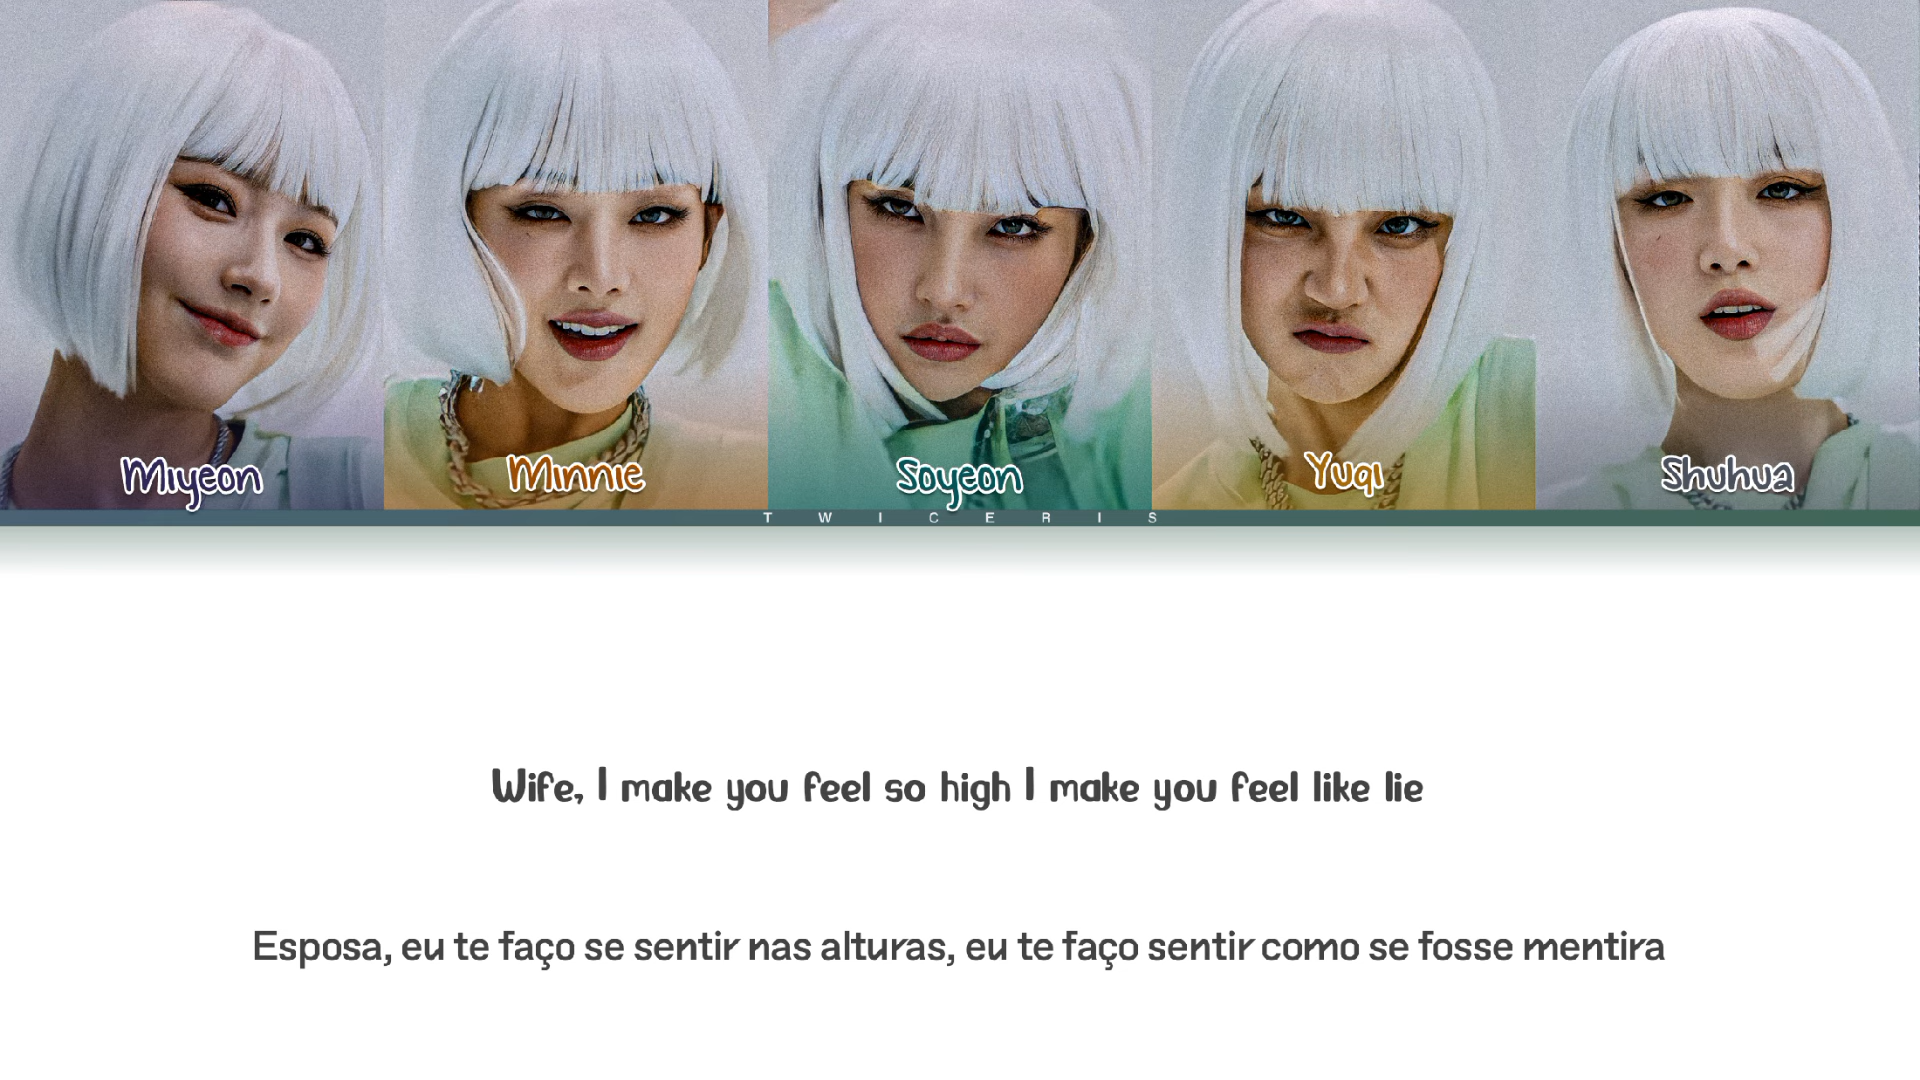 Miyeon
Minnie
Soyeon
Yuqi
Shuhua
TWICERIS
Wife, I make you feel so high I make you feel like lie
Esposa, eu te faço se sentir nas alturas, eu te faço sentir como se fosse mentira